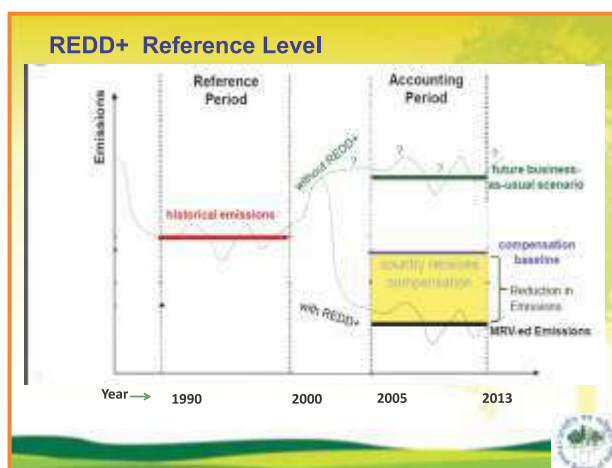 REDD+ Reference Level
Reference
Period
Accounting
Period
Emissions
without REDD+
?
?
?
?
future business-
as-usual scenario
historical emissions
compensation
baseline
country receives
compensation
Reduction in
Emissions
with REDD+
MRV-ed Emissions
Year
1990
2000
2005
2013